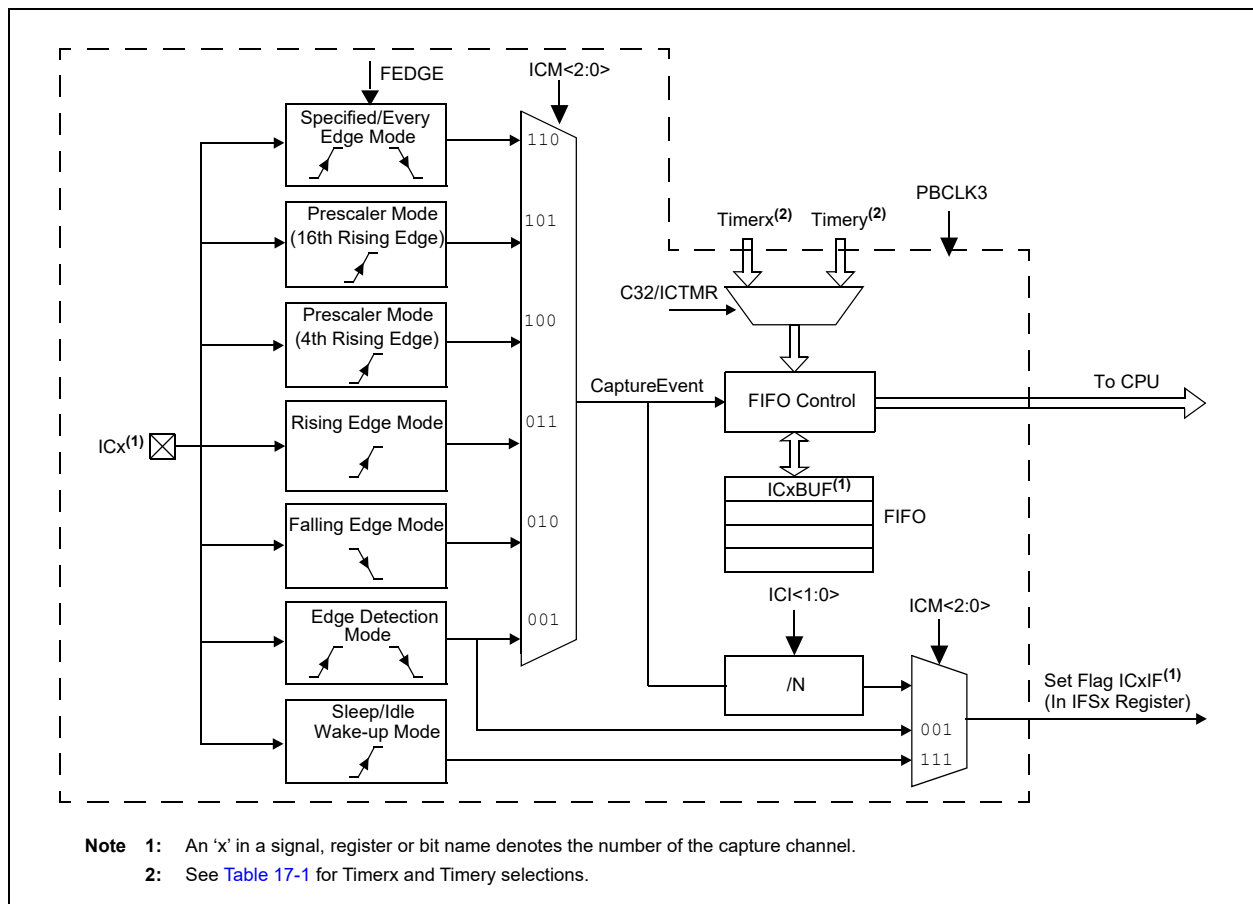 FEDGE
ICM<2:0>
Specified/Every
Edge Mode
110
Prescaler Mode
(16th Rising Edge)
101
Prescaler Mode
(4th Rising Edge)
100
Rising Edge Mode
011
ICx(1)
Falling Edge Mode
010
Edge Detection
Mode
001
Sleep/Idle
Wake-up Mode
PBCLK3
Timerx(2)
Timery(2)
C32/ICTMR
CaptureEvent
FIFO Control
To CPU
ICxBUF(1)
FIFO
ICI<1:0>
ICM<2:0>
/N
001
111
Set Flag ICxIF(1)
(In IFSx Register)
Note 1: An ‘x’ in a signal, register or bit name denotes the number of the capture channel.
2: See Table 17-1 for Timerx and Timery selections.